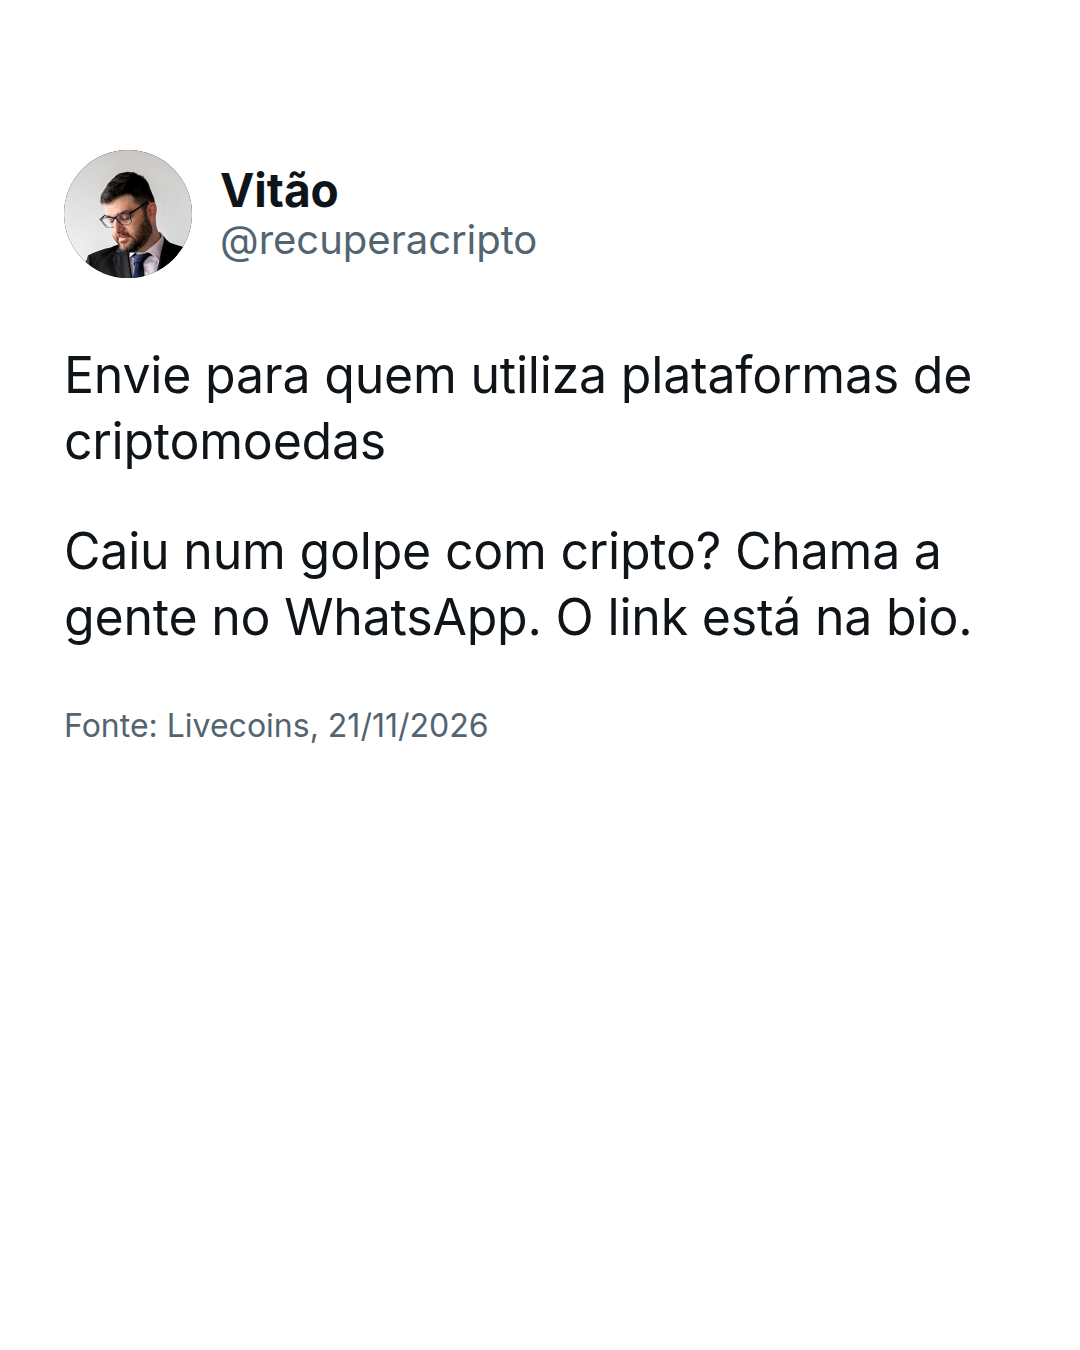 Vitão
@recuperacripto
Envie para quem utiliza plataformas de
criptomoedas
Caiu num golpe com cripto? Chama a
gente no WhatsApp. O link está na bio.
Fonte: Livecoins, 21/11/2026